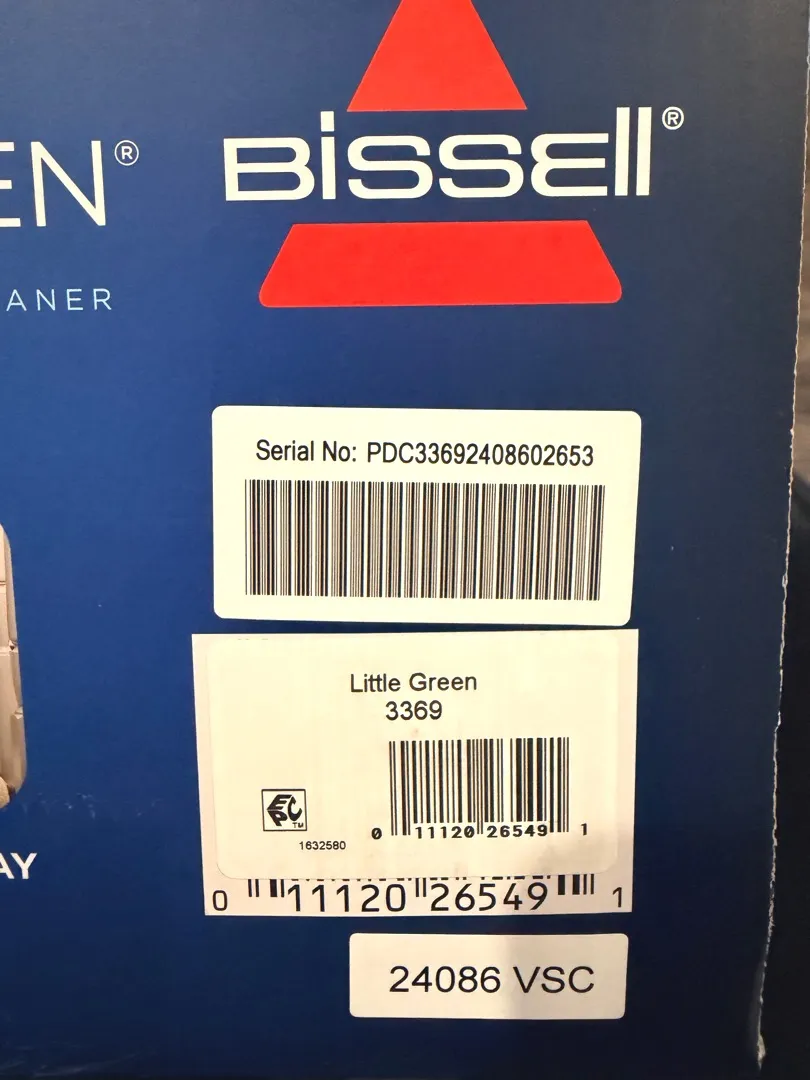 EN®
BISSELL®
ANER
Serial No: PDC33692408602653
Little Green
3369
EPC™
0 11120 26549 1
1632580
0 11120 26549 1
AY
24086 VSC